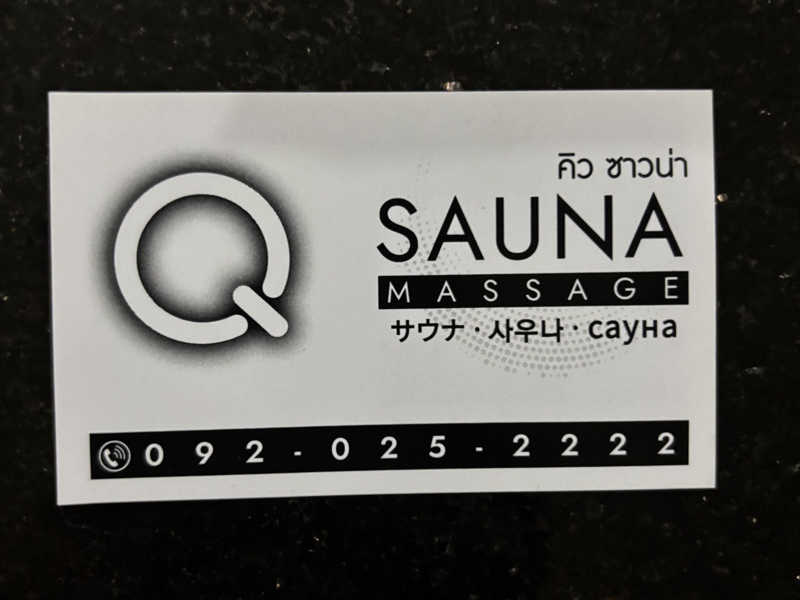 Q
คิว ซาวน่า
SAUNA
MASSAGE
サウナ · 사우나 · сауна
092-025-2222